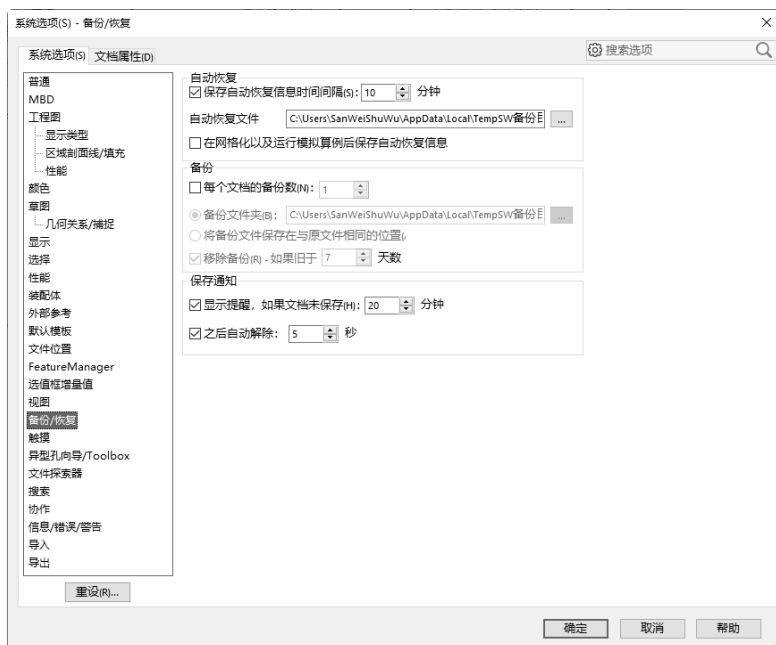 系统选项(S) - 备份/恢复
系统选项(S) 文档属性(D)
搜索选项
普通
MBD
工程图
显示类型
区域剖面线/填充
性能
颜色
草图
几何关系/捕捉
显示
选择
性能
装配体
外部参考
默认模板
文件位置
FeatureManager
选值框增量值
视图
备份/恢复
触摸
异型孔向导/Toolbox
文件探索器
搜索
协作
信息/错误/警告
导入
导出
重设(R)...
自动恢复
保存自动恢复信息时间间隔(S): 10 分钟
自动恢复文件 C:\Users\SanWeiShuWu\AppData\Local\TempSW备份目 ...
在网格化以及运行模拟算例后保存自动恢复信息
备份
每个文档的备份数(N): 1
备份文件夹(B): C:\Users\SanWeiShuWu\AppData\Local\TempSW备份目 ...
将备份文件保存在与原文件相同的位置(
移除备份(R) - 如果旧于 7 天数
保存通知
显示提醒，如果文档未保存(H): 20 分钟
之后自动解除: 5 秒
确定 取消 帮助